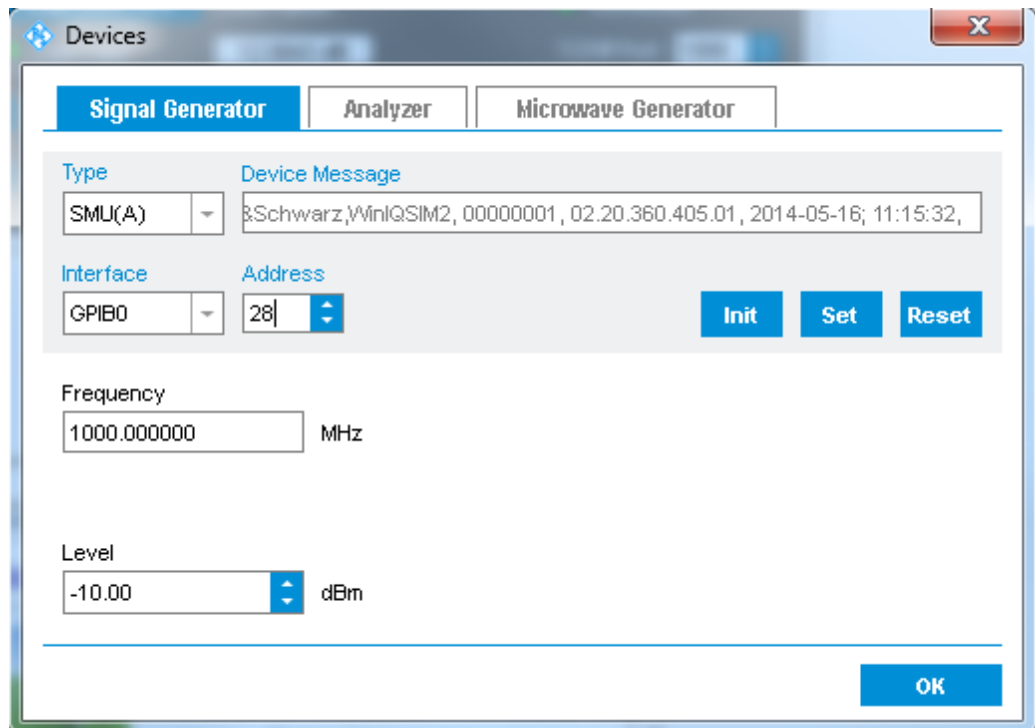 Devices
Signal Generator Analyzer Microwave Generator
Type Device Message
SMU(A) &Schwarz,WinIQSIM2, 00000001, 02.20.360.405.01, 2014-05-16; 11:15:32,
Interface Address
GPIB0 28 Init Set Reset
Frequency
1000.000000 MHz
Level
-10.00 dBm
OK